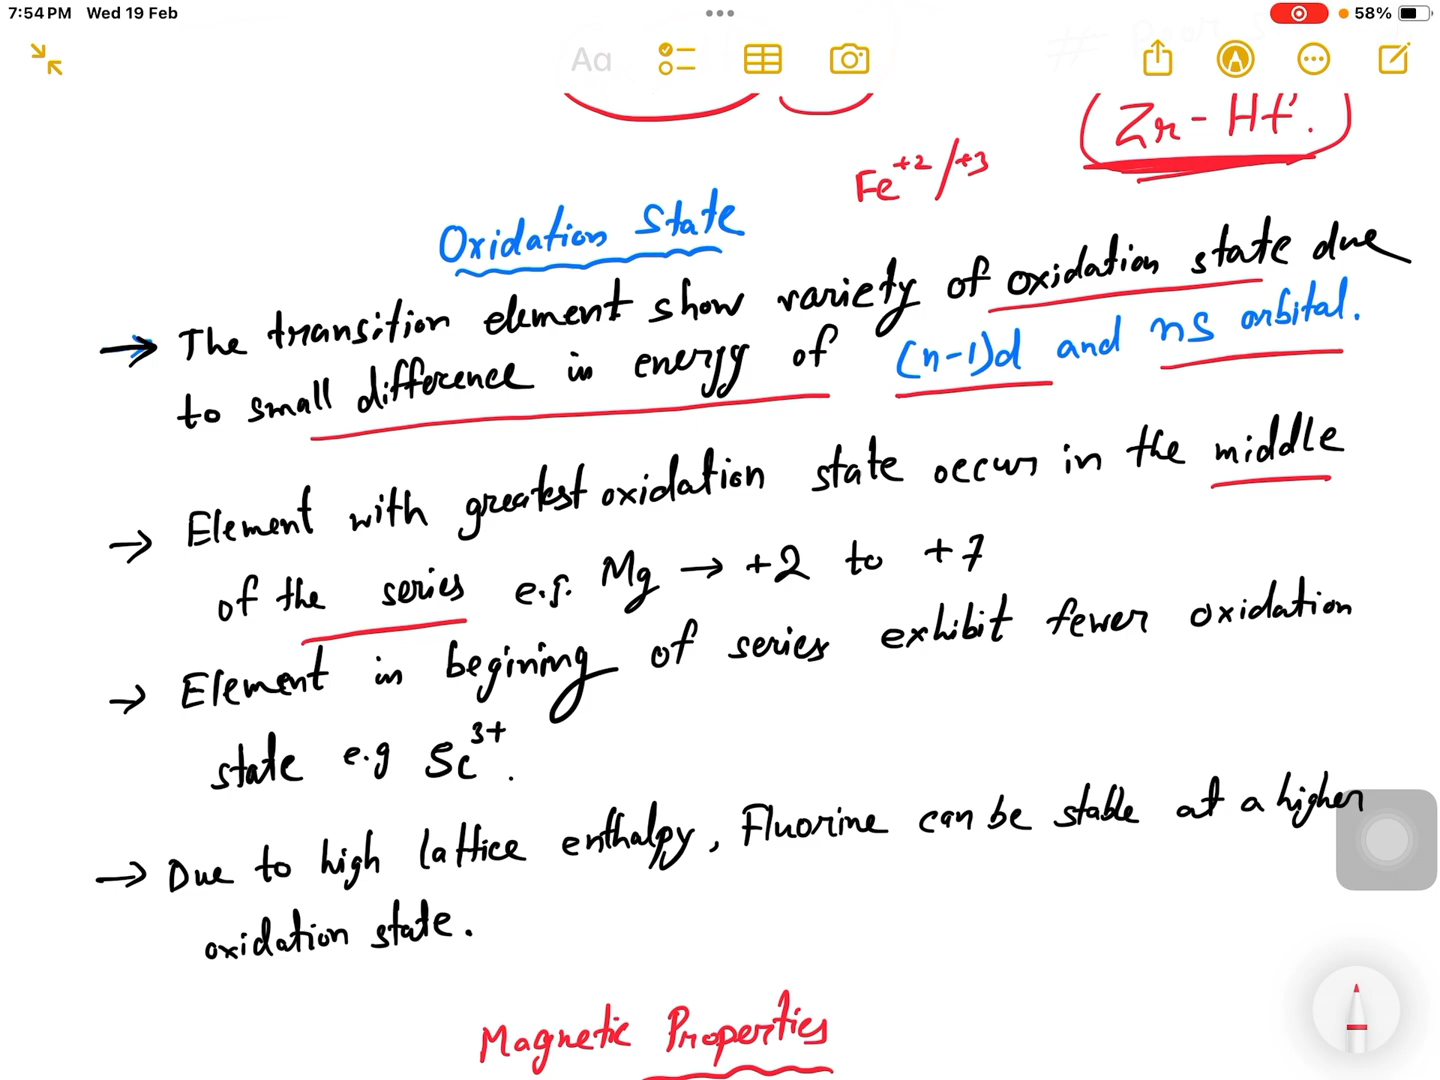 7:54 PM Wed 19 Feb
58%
Aa
(Zr - Hf.)
Fe+2/+3
Oxidation State
→ The transition element show variety of oxidation state due
to small difference in energy of (n-1)d and ns orbital.
→ Element with greatest oxidation state occur in the middle
of the series e.g. Mg → +2 to +7
→ Element in begining of series exhibit fewer oxidation
state e.g Sc3+.
→ Due to high lattice enthalpy, Fluorine can be stable at a higher
oxidation state.
Magnetic Properties